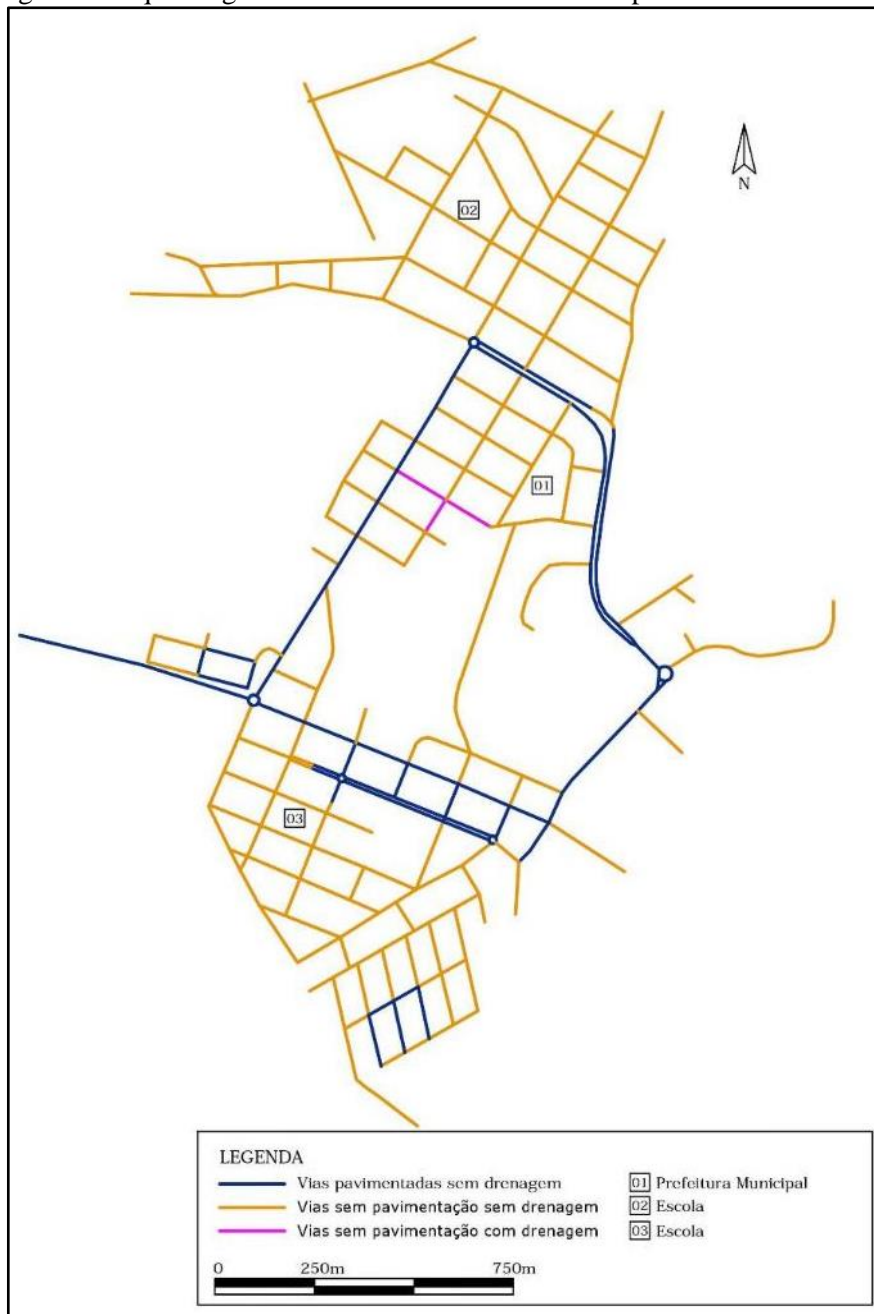 N
02
01
03
LEGENDA
Vias pavimentadas sem drenagem
Vias sem pavimentação sem drenagem
Vias sem pavimentação com drenagem
01 Prefeitura Municipal
02 Escola
03 Escola
0 250m 750m